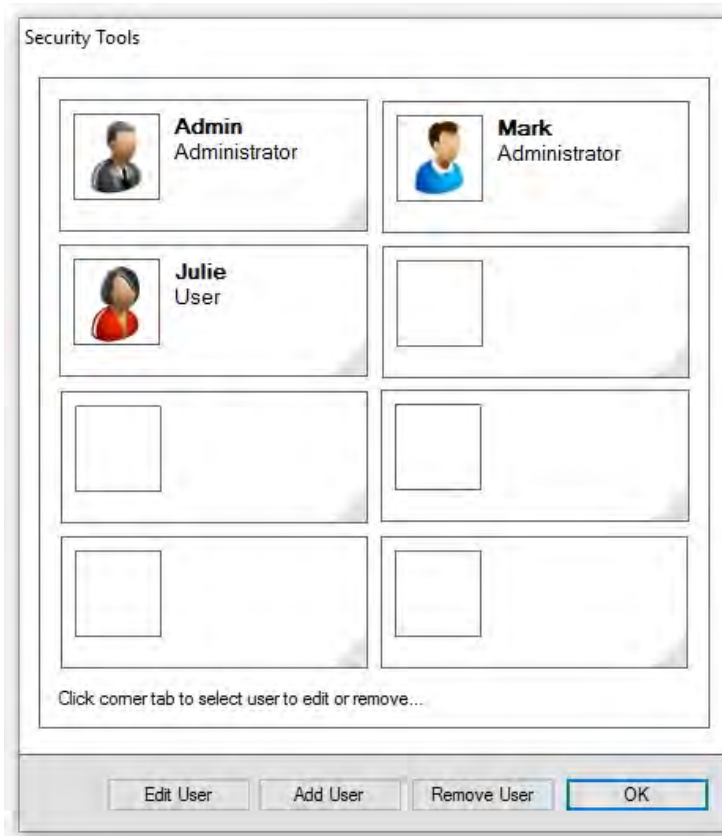 Security Tools
Admin
Administrator
Mark
Administrator
Julie
User
Click corner tab to select user to edit or remove...
Edit User
Add User
Remove User
OK